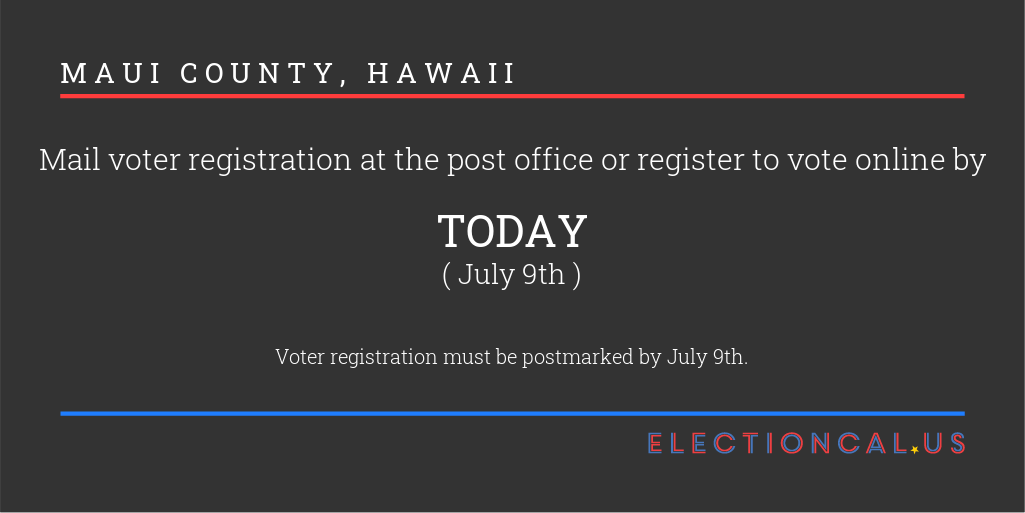 MAUI COUNTY, HAWAII
Mail voter registration at the post office or register to vote online by
TODAY
( July 9th )
Voter registration must be postmarked by July 9th.
ELECTIONCAL.US